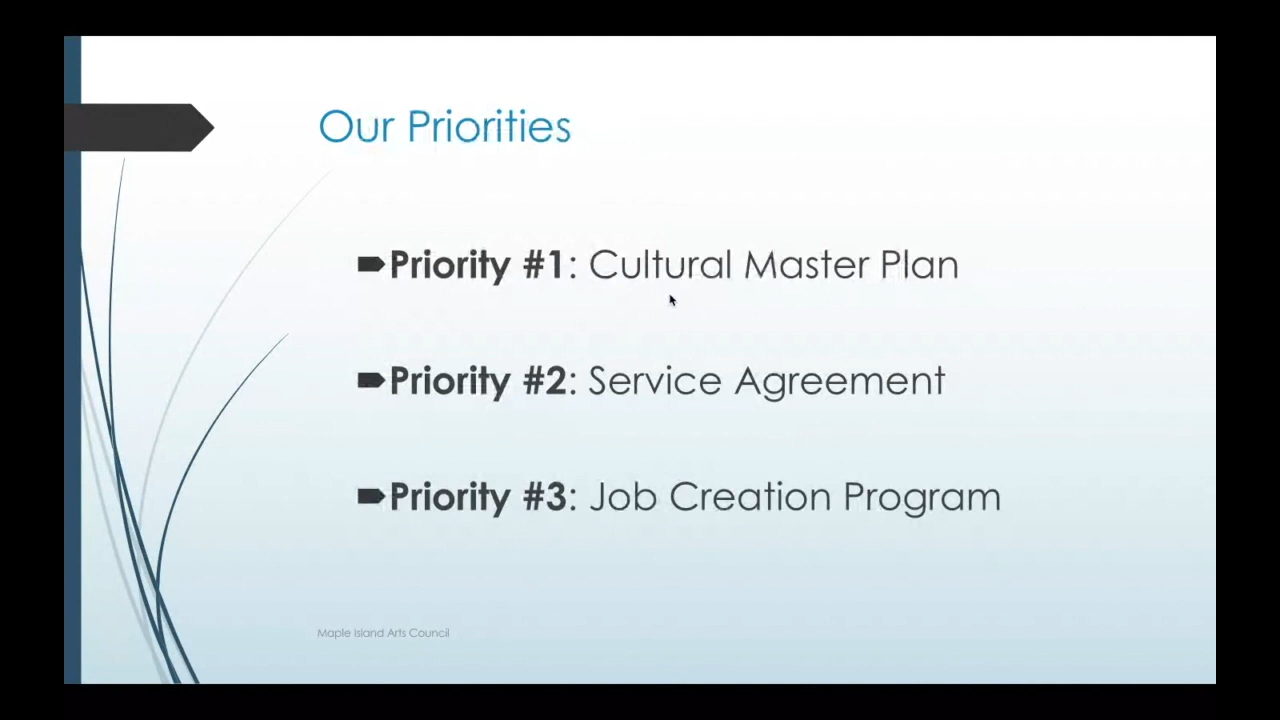 Our Priorities
Priority #1: Cultural Master Plan
Priority #2: Service Agreement
Priority #3: Job Creation Program
Maple Island Arts Council